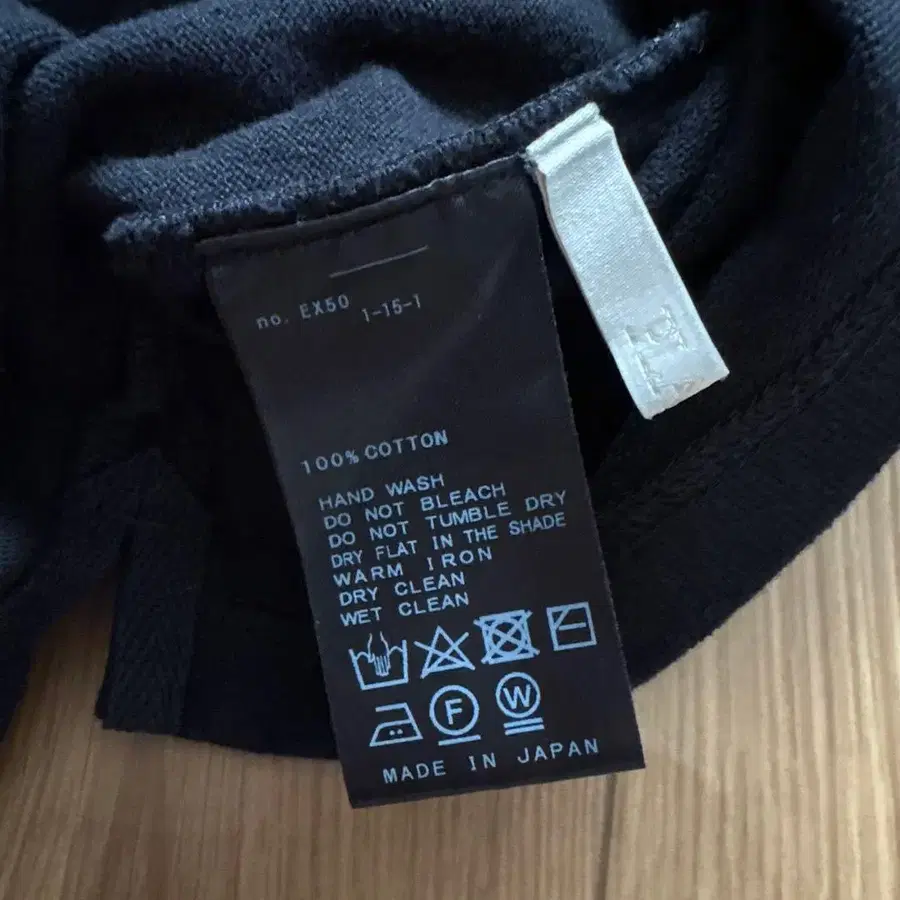 no. EX50
1-15-1
100% COTTON
HAND WASH
DO NOT BLEACH
DO NOT TUMBLE DRY
DRY FLAT IN THE SHADE
WARM IRON
DRY CLEAN
WET CLEAN
F
W
MADE IN JAPAN